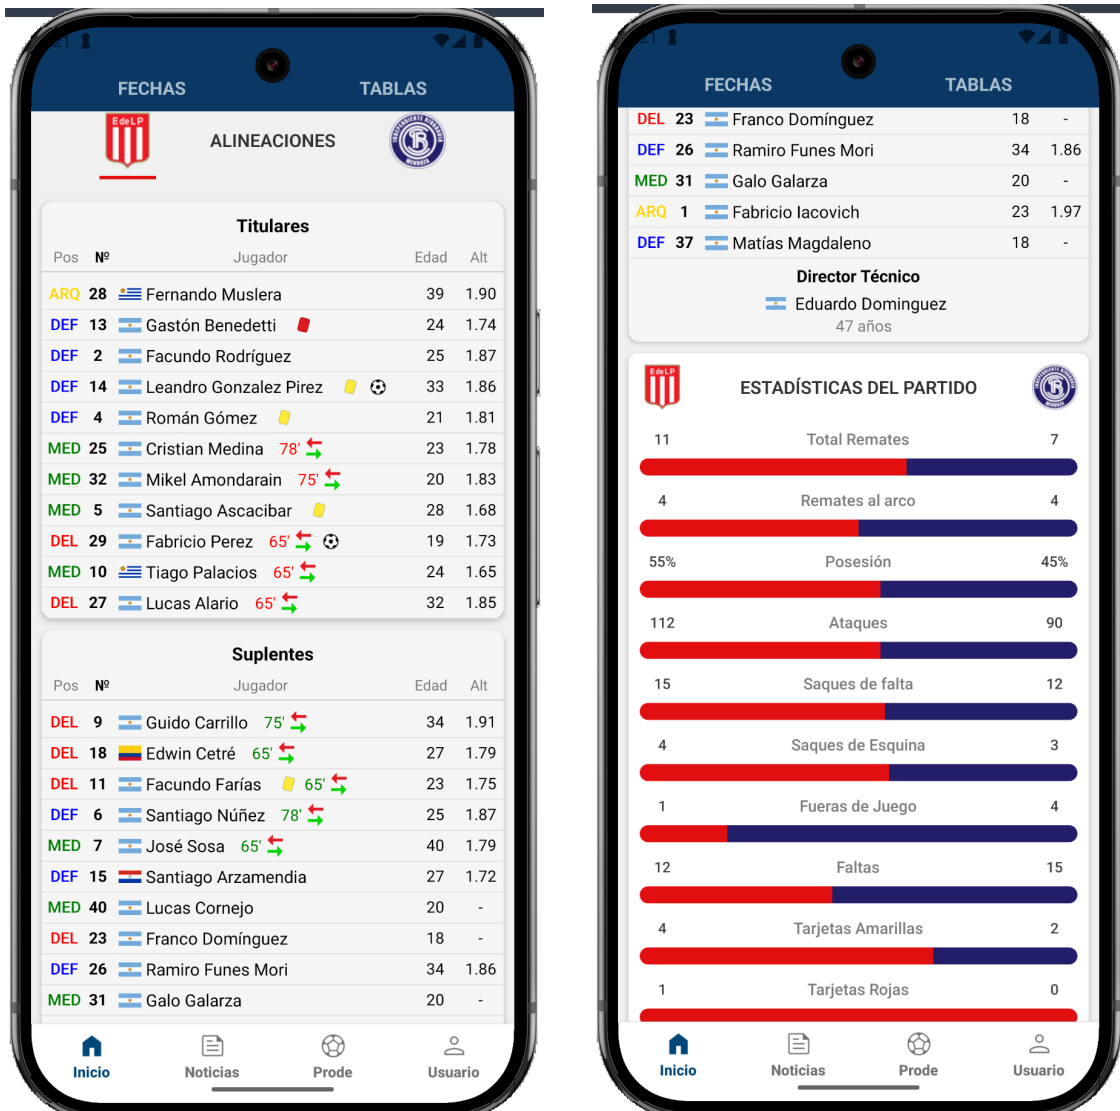 FECHAS TABLAS
EdeLP
ALINEACIONES
INDEPENDIENTE RIVADAVIA
MENDOZA
Titulares
Pos Nº Jugador Edad Alt
ARQ 28 Fernando Muslera 39 1.90
DEF 13 Gastón Benedetti 24 1.74
DEF 2 Facundo Rodríguez 25 1.87
DEF 14 Leandro Gonzalez Pirez 33 1.86
DEF 4 Román Gómez 21 1.81
MED 25 Cristian Medina 78' 23 1.78
MED 32 Mikel Amondarain 75' 20 1.83
MED 5 Santiago Ascacibar 28 1.68
DEL 29 Fabricio Perez 65' 19 1.73
MED 10 Tiago Palacios 65' 24 1.65
DEL 27 Lucas Alario 65' 32 1.85
Suplentes
Pos Nº Jugador Edad Alt
DEL 9 Guido Carrillo 75' 34 1.91
DEL 18 Edwin Cetré 65' 27 1.79
DEL 11 Facundo Farías 65' 23 1.75
DEF 6 Santiago Núñez 78' 25 1.87
MED 7 José Sosa 65' 40 1.79
DEF 15 Santiago Arzamendia 27 1.72
MED 40 Lucas Cornejo 20 -
DEL 23 Franco Domínguez 18 -
DEF 26 Ramiro Funes Mori 34 1.86
MED 31 Galo Galarza 20 -
Inicio Noticias Prode Usuario
FECHAS TABLAS
DEL 23 Franco Domínguez 18 -
DEF 26 Ramiro Funes Mori 34 1.86
MED 31 Galo Galarza 20 -
ARQ 1 Fabricio Iacovich 23 1.97
DEF 37 Matías Magdaleno 18 -
Director Técnico
Eduardo Dominguez
47 años
EdeLP
ESTADÍSTICAS DEL PARTIDO
11 Total Remates 7
4 Remates al arco 4
55% Posesión 45%
112 Ataques 90
15 Saques de falta 12
4 Saques de Esquina 3
1 Fueras de Juego 4
12 Faltas 15
4 Tarjetas Amarillas 2
1 Tarjetas Rojas 0
Inicio Noticias Prode Usuario